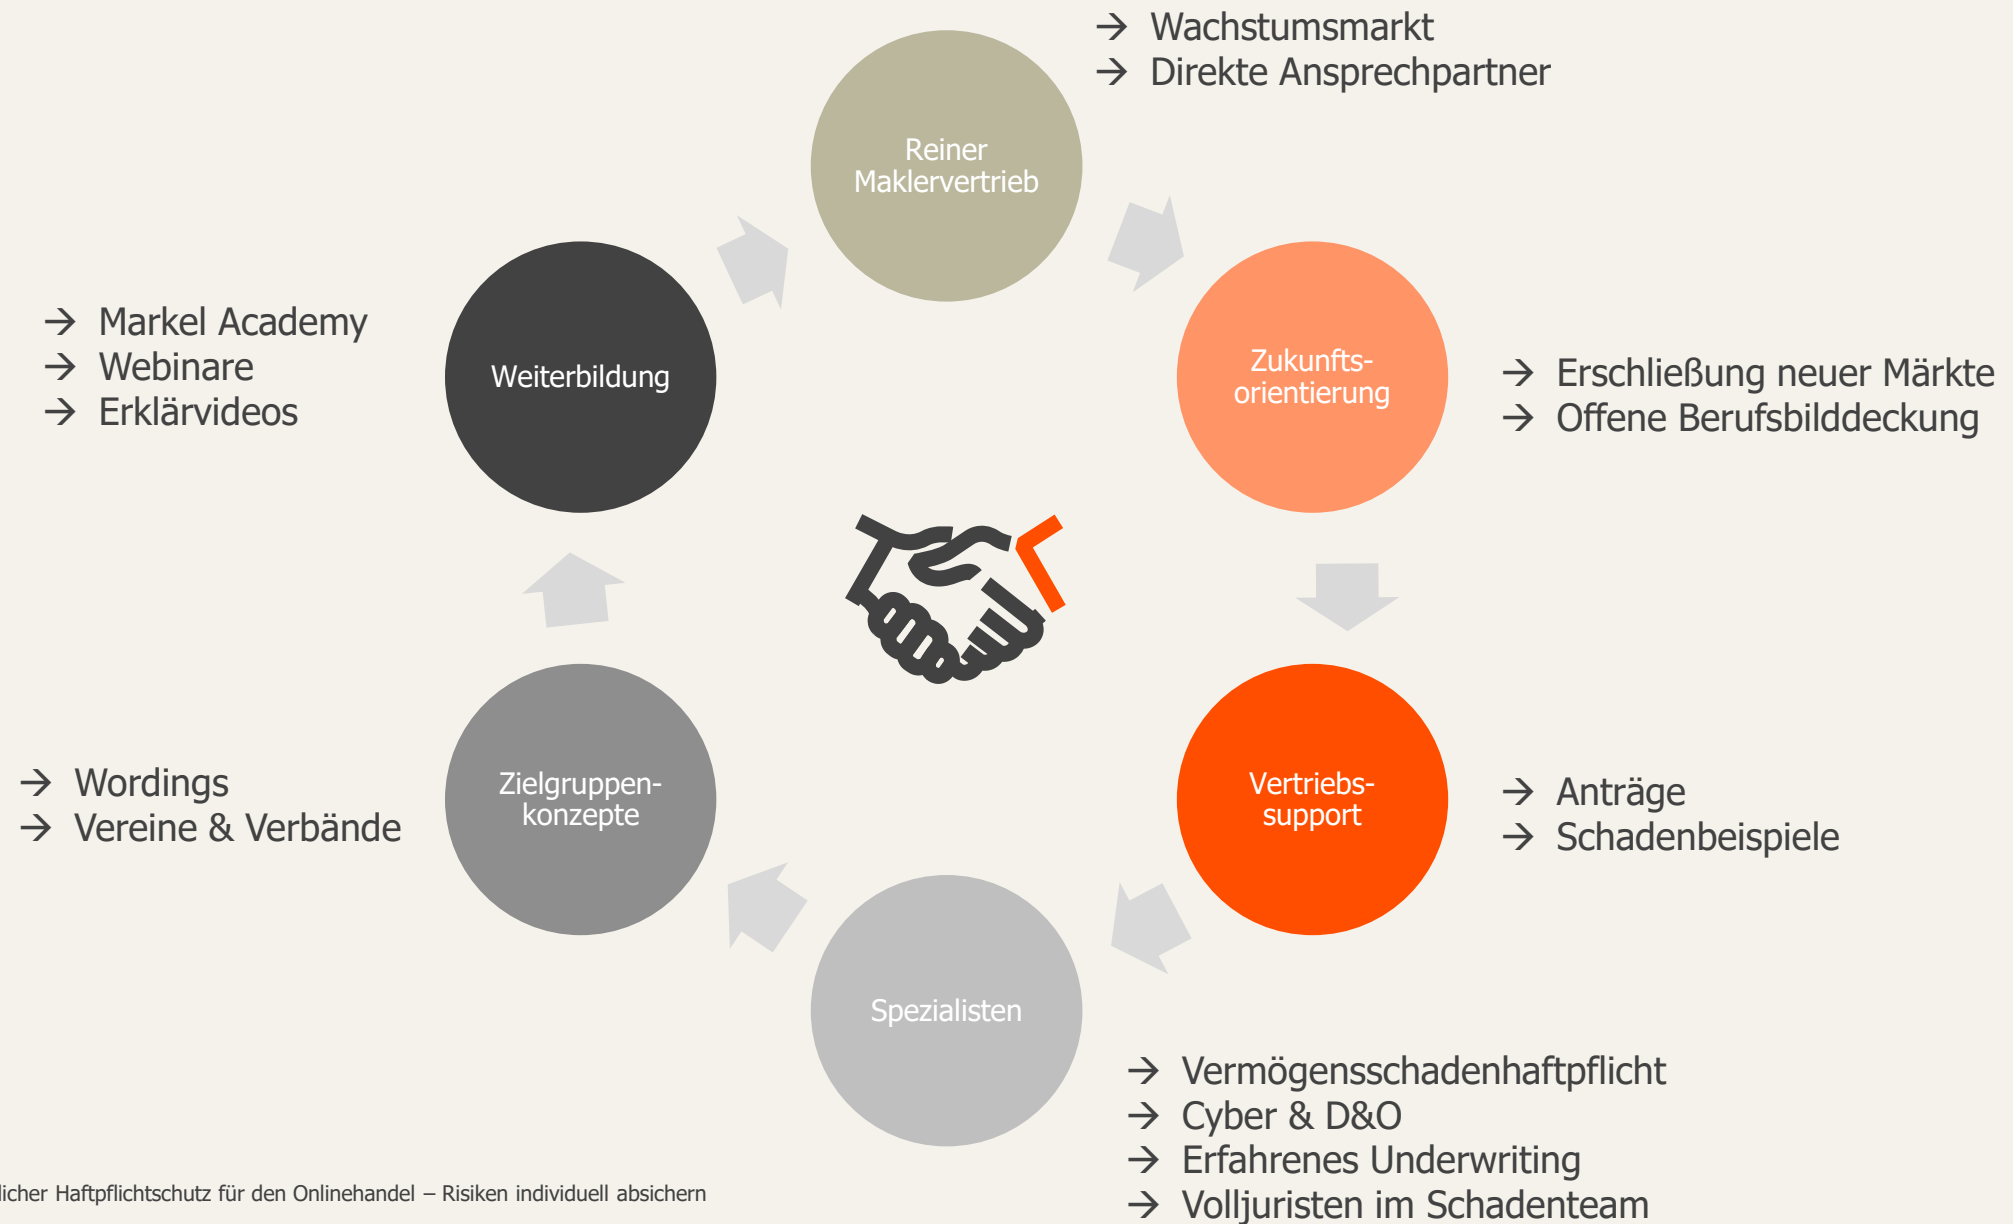 → Wachstumsmarkt
→ Direkte Ansprechpartner
Reiner
Maklervertrieb
Zukunfts-
orientierung
→ Erschließung neuer Märkte
→ Offene Berufsbilddeckung
Vertriebs-
support
→ Anträge
→ Schadenbeispiele
Spezialisten
→ Vermögensschadenhaftpflicht
→ Cyber & D&O
→ Erfahrenes Underwriting
→ Volljuristen im Schadenteam
Zielgruppen-
konzepte
→ Wordings
→ Vereine & Verbände
Weiterbildung
→ Markel Academy
→ Webinare
→ Erklärvideos
licher Haftpflichtschutz für den Onlinehandel – Risiken individuell absichern